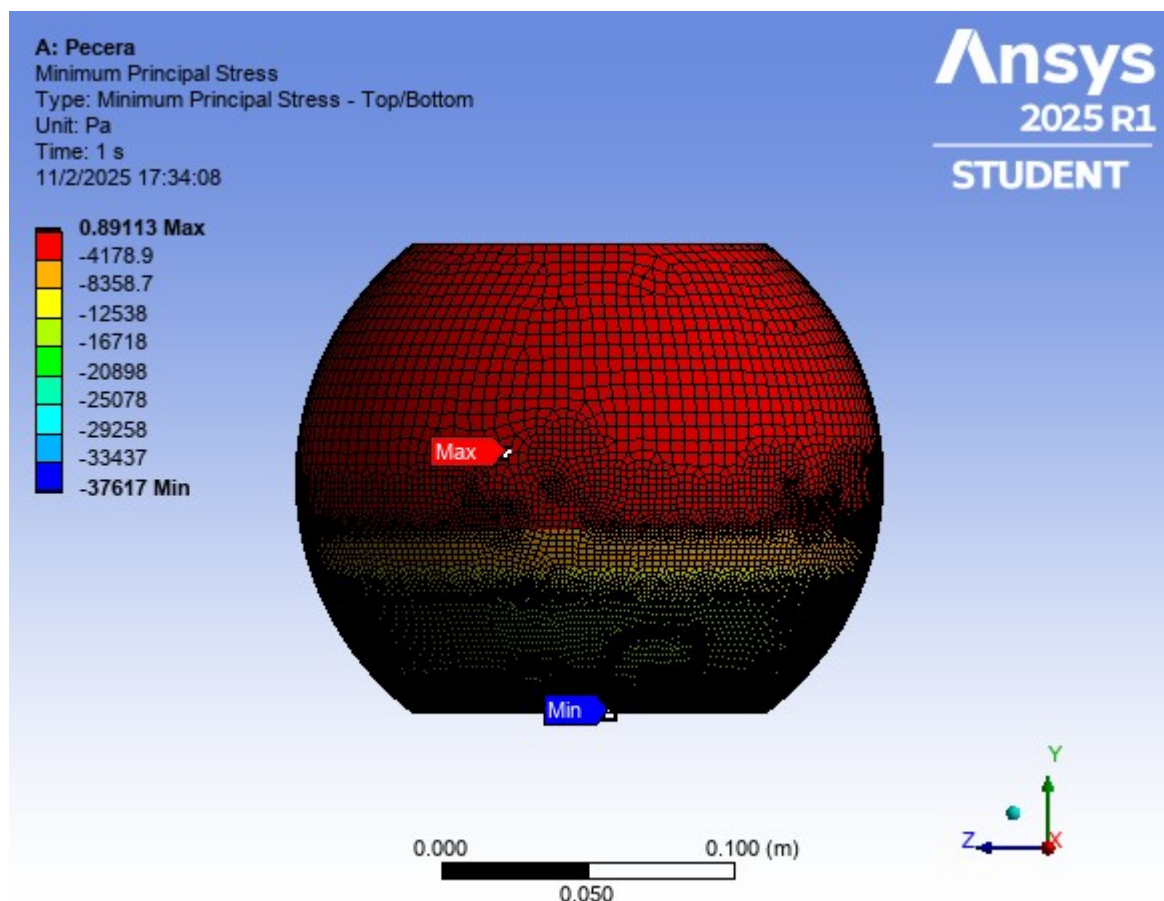 A: Pecera
Minimum Principal Stress
Type: Minimum Principal Stress - Top/Bottom
Unit: Pa
Time: 1 s
11/2/2025 17:34:08
Ansys
2025 R1
STUDENT
0.89113 Max
-4178.9
-8358.7
-12538
-16718
-20898
-25078
-29258
-33437
-37617 Min
Max
Min
0.000
0.100 (m)
0.050
Y
Z
X